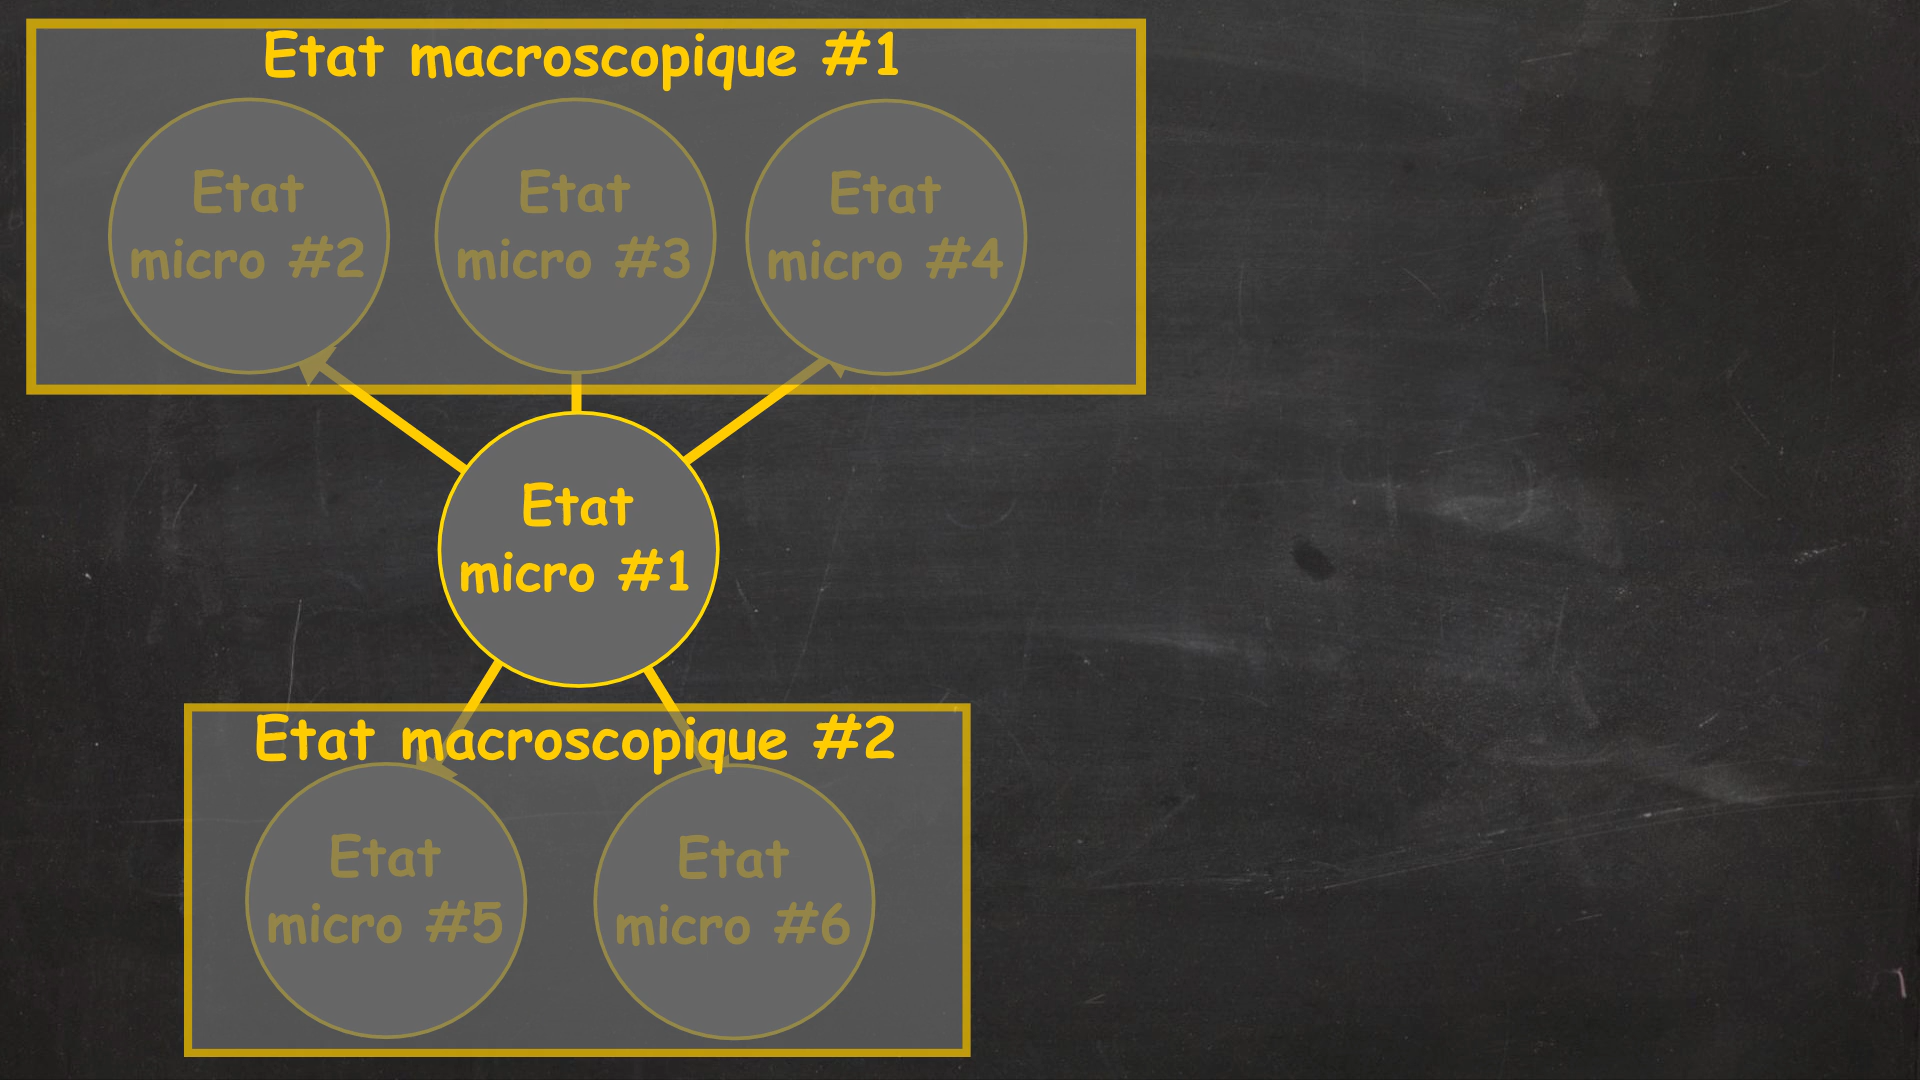 Etat macroscopique #1
Etat
micro #2
Etat
micro #3
Etat
micro #4
Etat
micro #1
Etat macroscopique #2
Etat
micro #5
Etat
micro #6